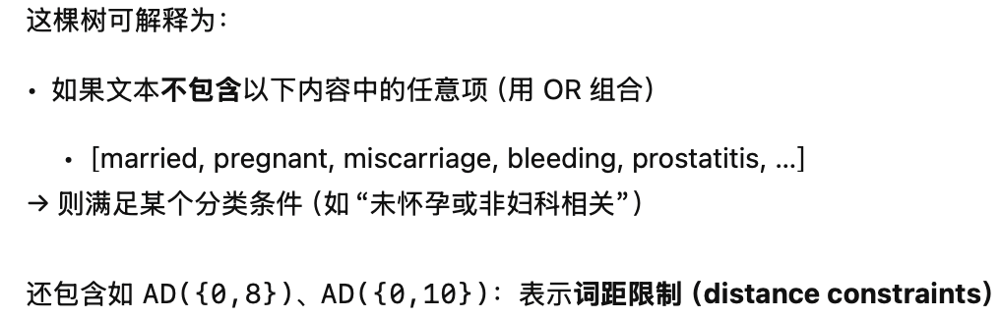 这棵树可解释为：
• 如果文本不包含以下内容中的任意项（用 OR 组合）
• [married, pregnant, miscarriage, bleeding, prostatitis, ...]
→ 则满足某个分类条件（如 “未怀孕或非妇科相关”）
还包含如 AD({0,8})、AD({0,10})：表示词距限制（distance constraints）